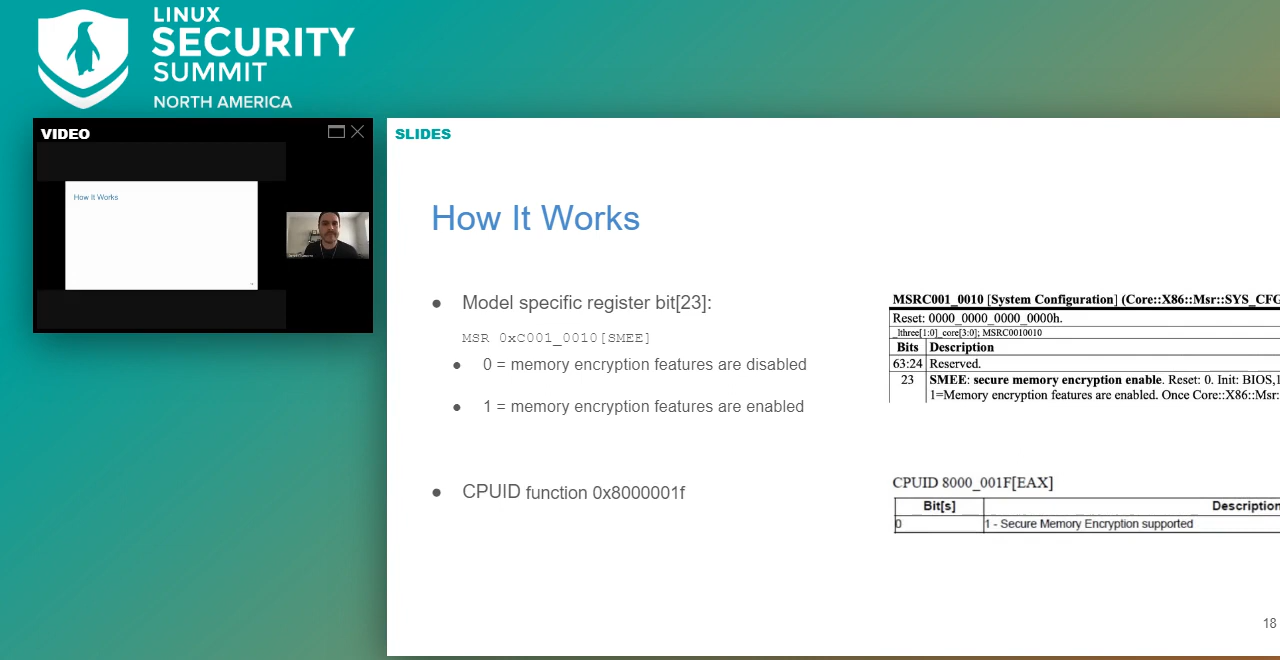 LINUX
SECURITY
SUMMIT
NORTH AMERICA
VIDEO
How It Works
SLIDES
How It Works
● Model specific register bit[23]:
MSR 0xC001_0010[SMEE]
● 0 = memory encryption features are disabled
● 1 = memory encryption features are enabled
● CPUID function 0x8000001f
MSRC001_0010 [System Configuration] (Core::X86::Msr::SYS_CFG
Reset: 0000_0000_0000_0000h.
_lthree[1:0]_core[3:0]; MSRC0010010
Bits Description
63:24 Reserved.
23 SMEE: secure memory encryption enable. Reset: 0. Init: BIOS,1
1=Memory encryption features are enabled. Once Core::X86::Msr:
CPUID 8000_001F[EAX]
Bit[s] Description
0 1 - Secure Memory Encryption supported
18